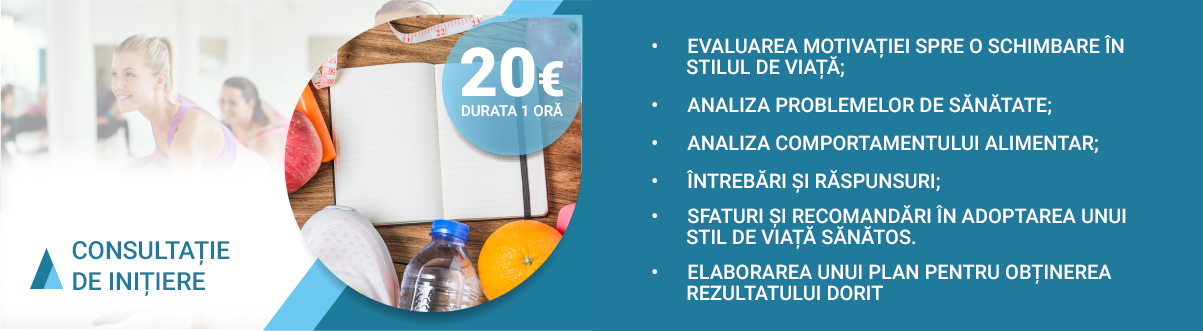 20€
DURATA 1 ORĂ
CONSULTAȚIE
DE INIȚIERE
• EVALUAREA MOTIVAȚIEI SPRE O SCHIMBARE ÎN
STILUL DE VIAȚĂ;
• ANALIZA PROBLEMELOR DE SĂNĂTATE;
• ANALIZA COMPORTAMENTULUI ALIMENTAR;
• ÎNTREBĂRI ȘI RĂSPUNSURI;
• SFATURI ȘI RECOMANDĂRI ÎN ADOPTAREA UNUI
STIL DE VIAȚĂ SĂNĂTOS.
• ELABORAREA UNUI PLAN PENTRU OBȚINEREA
REZULTATULUI DORIT